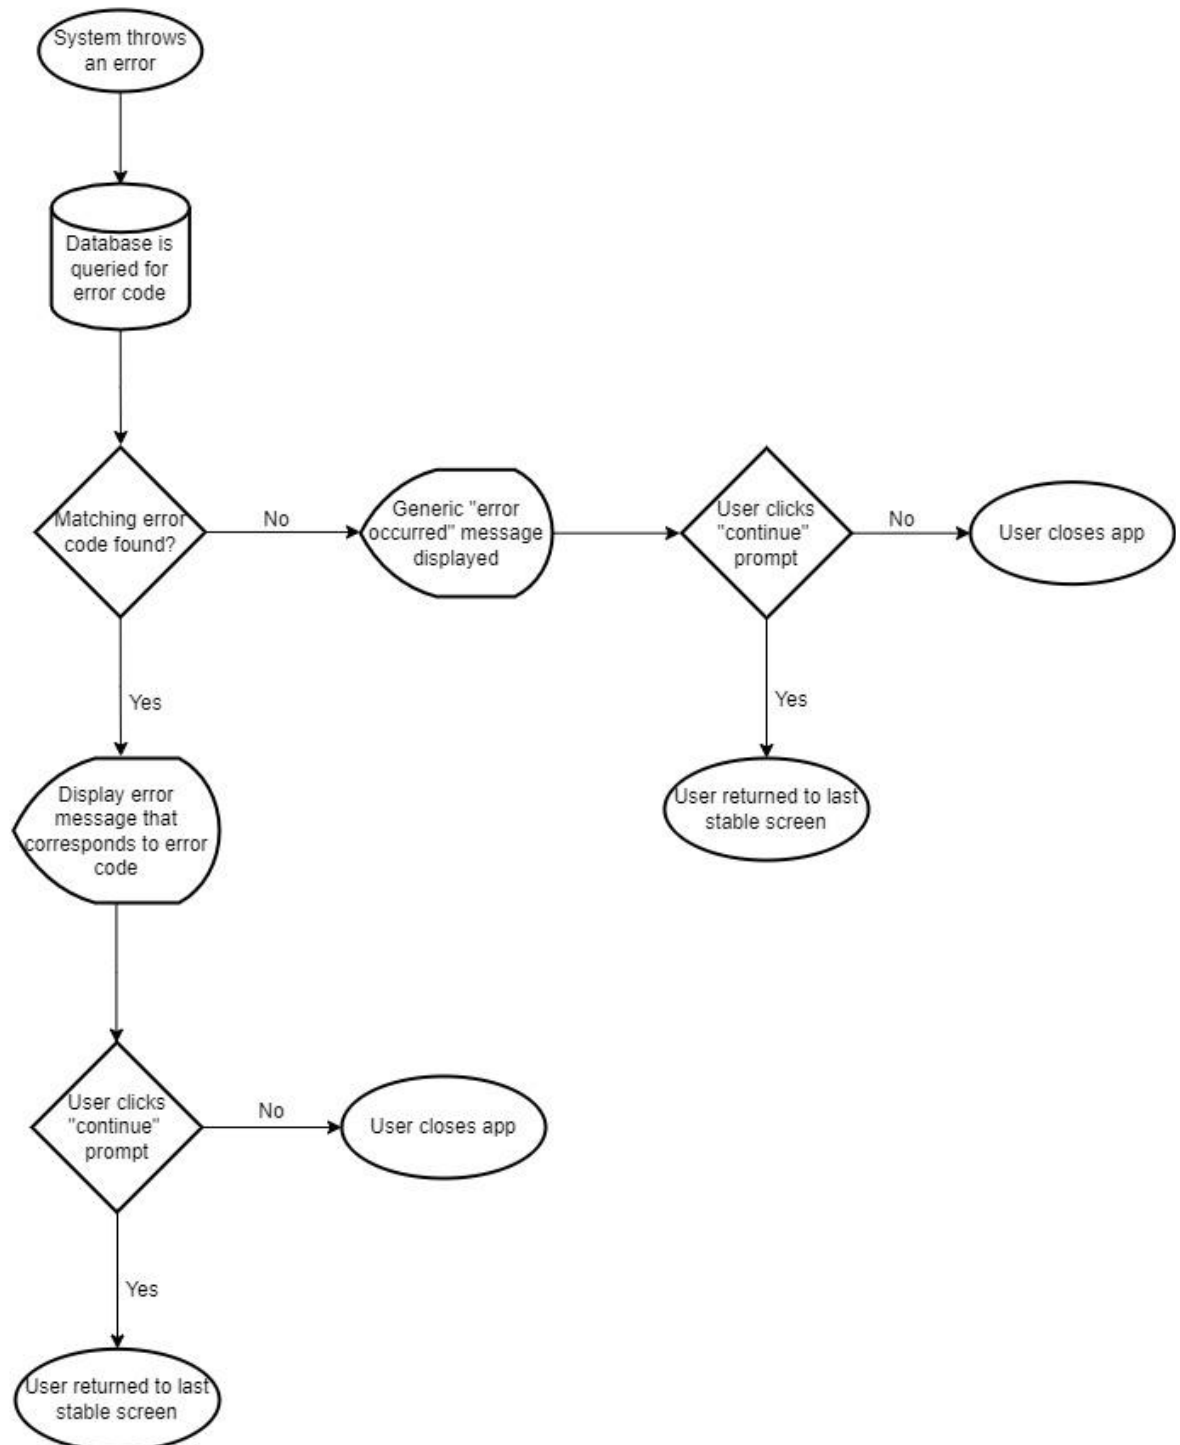 System throws
an error
Database is
queried for
error code
Matching error
code found?
No
Generic "error
occurred" message
displayed
User clicks
"continue"
prompt
No
User closes app
Yes
Yes
User returned to last
stable screen
Display error
message that
corresponds to error
code
User clicks
"continue"
prompt
No
User closes app
Yes
User returned to last
stable screen